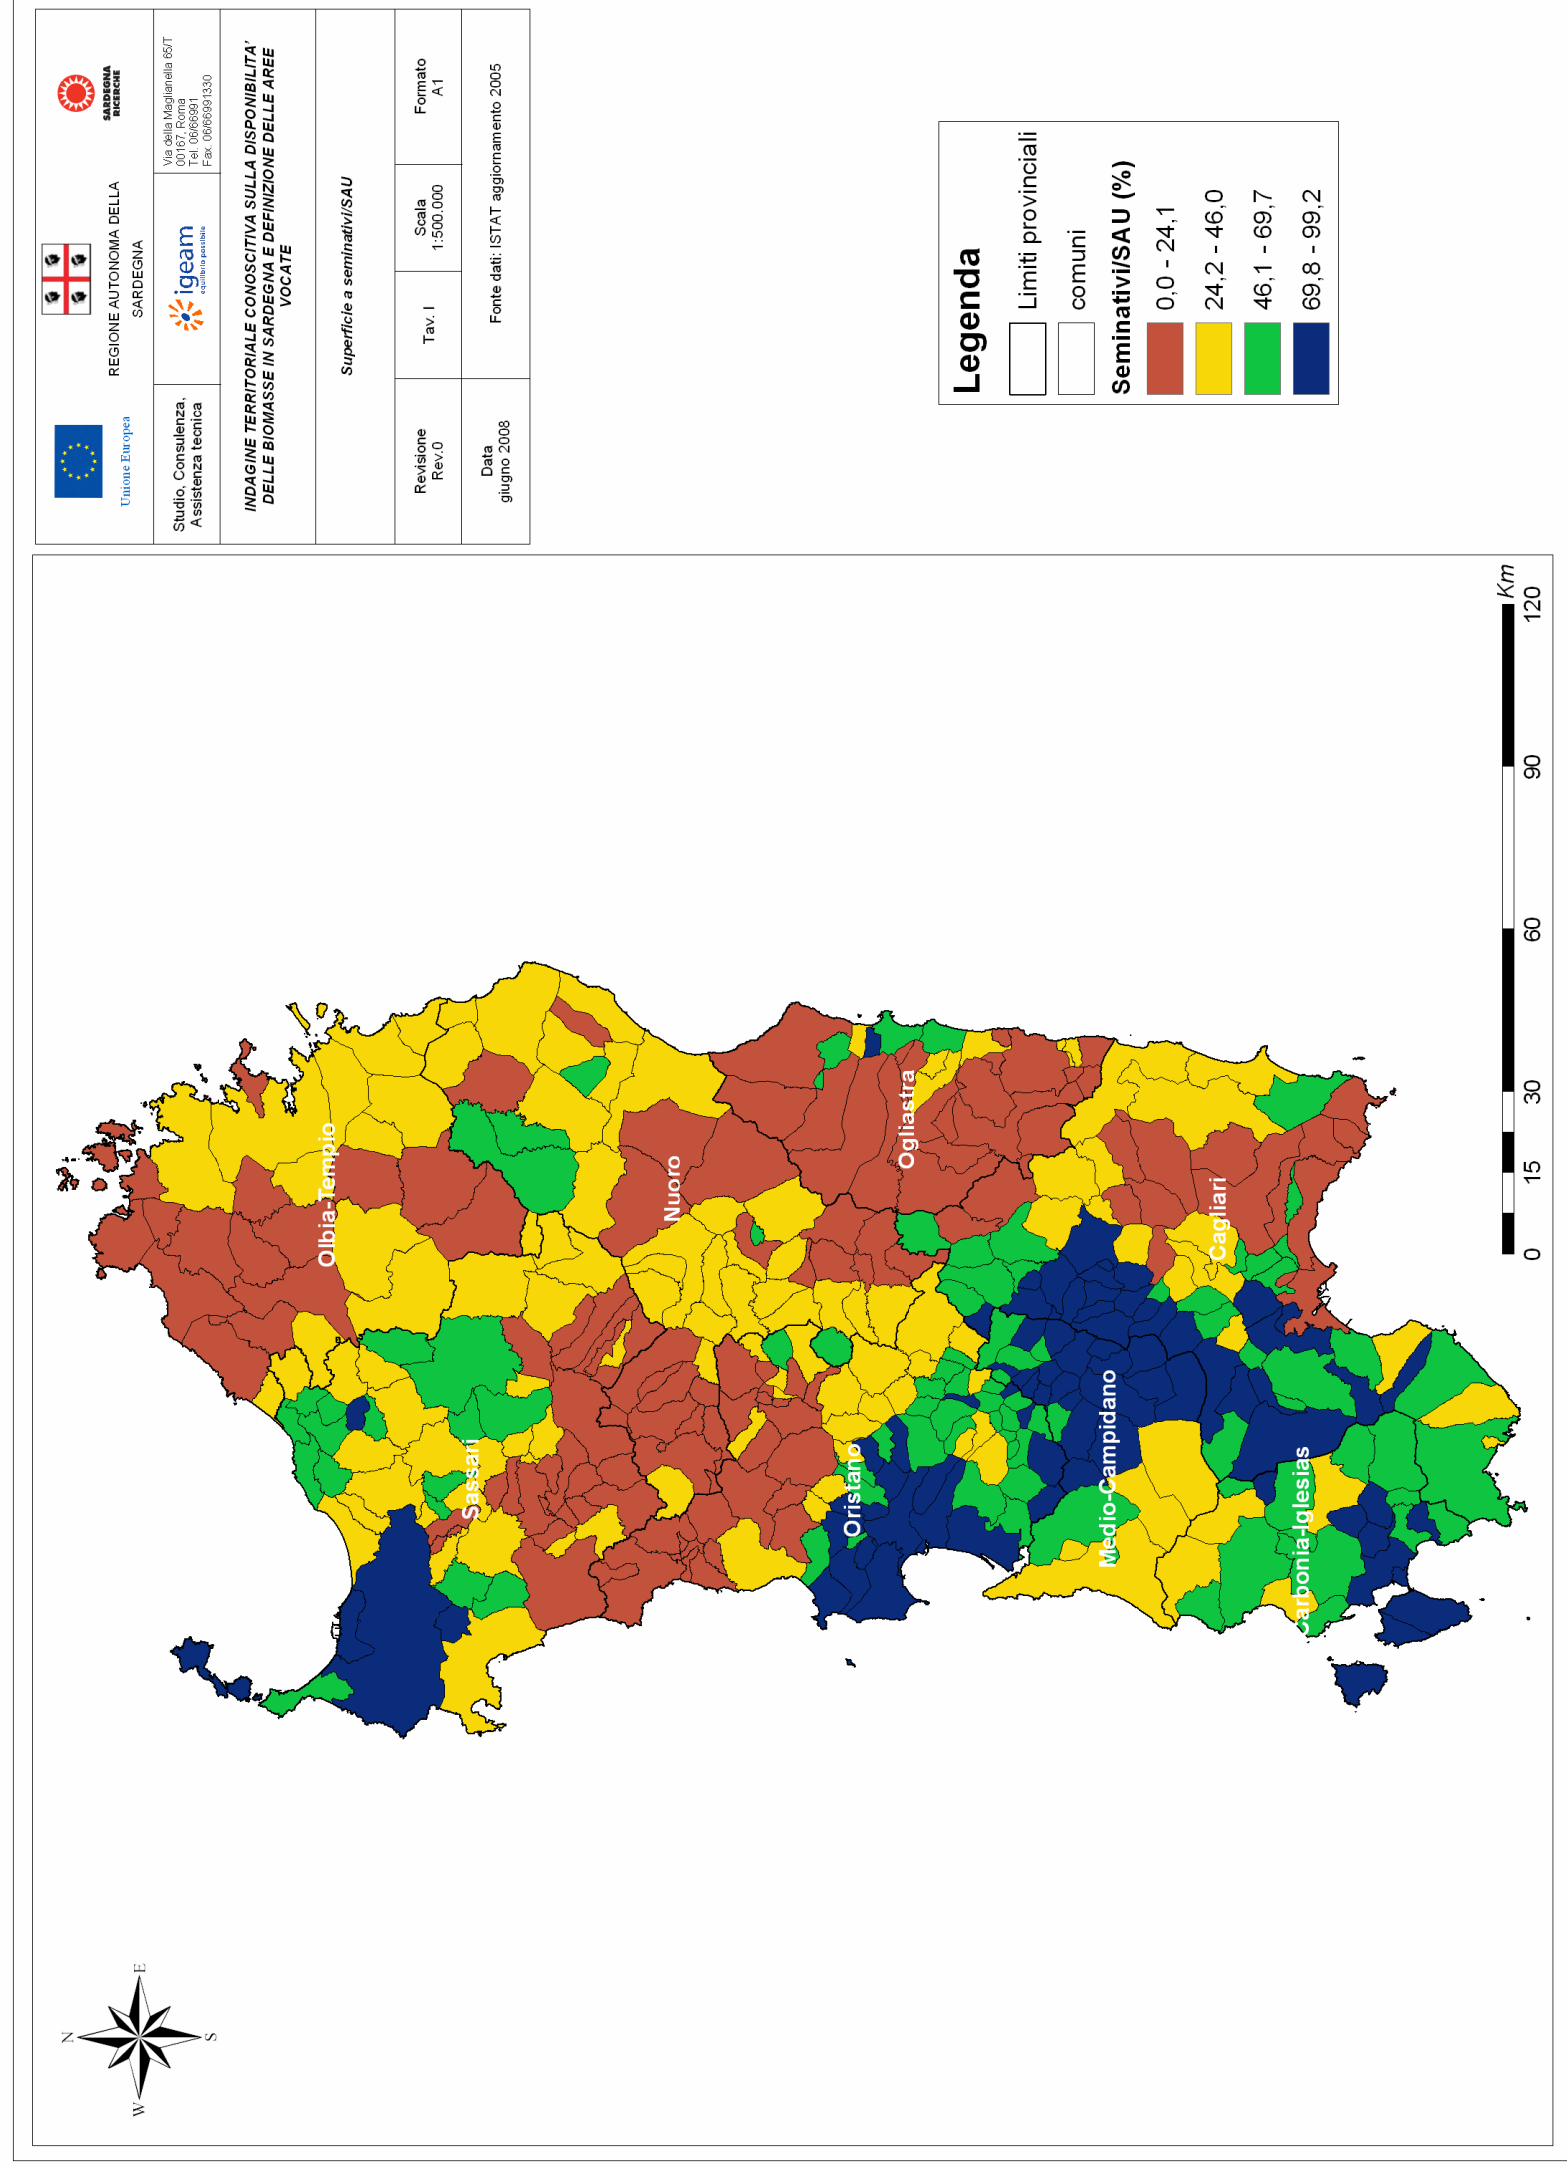 Unione Europea
REGIONE AUTONOMA DELLA
SARDEGNA
SARDEGNA
RICERCHE
Studio, Consulenza,
Assistenza tecnica
igeam
equilibrio possibile
Via della Maglianella 65/T
00167, Roma
Tel. 06/66991
Fax. 06/66991330
INDAGINE TERRITORIALE CONOSCITIVA SULLA DISPONIBILITA'
DELLE BIOMASSE IN SARDEGNA E DEFINIZIONE DELLE AREE
VOCATE
Superficie a seminativi/SAU
Revisione
Rev.0
Tav. I
Scala
1:500.000
Formato
A1
Data
giugno 2008
Fonte dati: ISTAT aggiornamento 2005
Legenda
Limiti provinciali
comuni
Seminativi/SAU (%)
0,0 - 24,1
24,2 - 46,0
46,1 - 69,7
69,8 - 99,2
N
W
E
S
Olbia-Tempio
Sassari
Nuoro
Oristano
Ogliastra
Medio-Campidano
Cagliari
Carbonia-Iglesias
Km
0
15
30
60
90
120